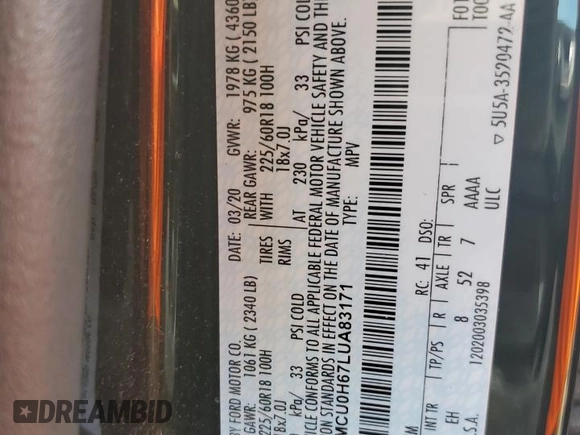 BY FORD MOTOR CO.
DATE: 03/20 GVWR: 1978 KG ( 4360
1061 KG ( 2340 LB) REAR GAWR: 975 KG ( 2150 LB)
225/60R18 100H TIRES WITH 225/60R18 100H
18x7.0J RIMS 18x7.0J
kPa/ 33 PSI COLD AT 230 kPa/ 33 PSI COLD
VEHICLE CONFORMS TO ALL APPLICABLE FEDERAL MOTOR VEHICLE SAFETY AND
ON STANDARDS IN EFFECT ON THE DATE OF MANUFACTURE SHOWN ABOVE.
MCU0H67LUA83171 TYPE: MPV
RC: 41 DSO:
INT TR TP/PS R AXLE TR SPR
EH 8 52 7 AAAA
ULC
S.A. 1202003035398
▽ 5U5A-3520472-AA
DREAMBID